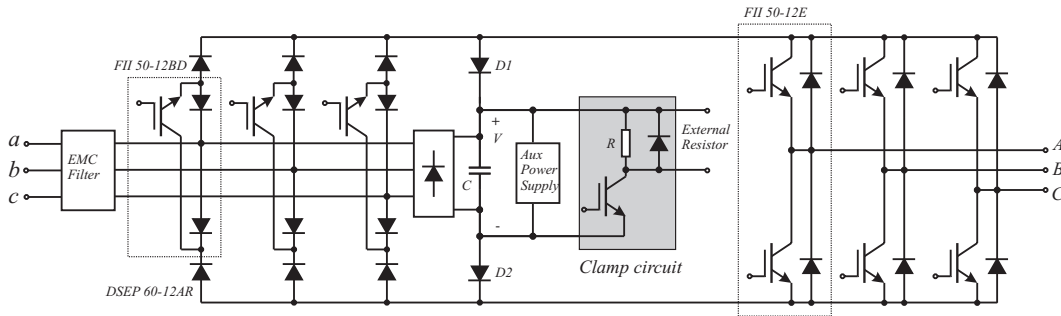 FII 50-12E
FII 50-12BD
D1
a
b
c
EMC
Filter
+
V
C
-
Aux
Power
Supply
R
External
Resistor
A
B
C
Clamp circuit
D2
DSEP 60-12AR